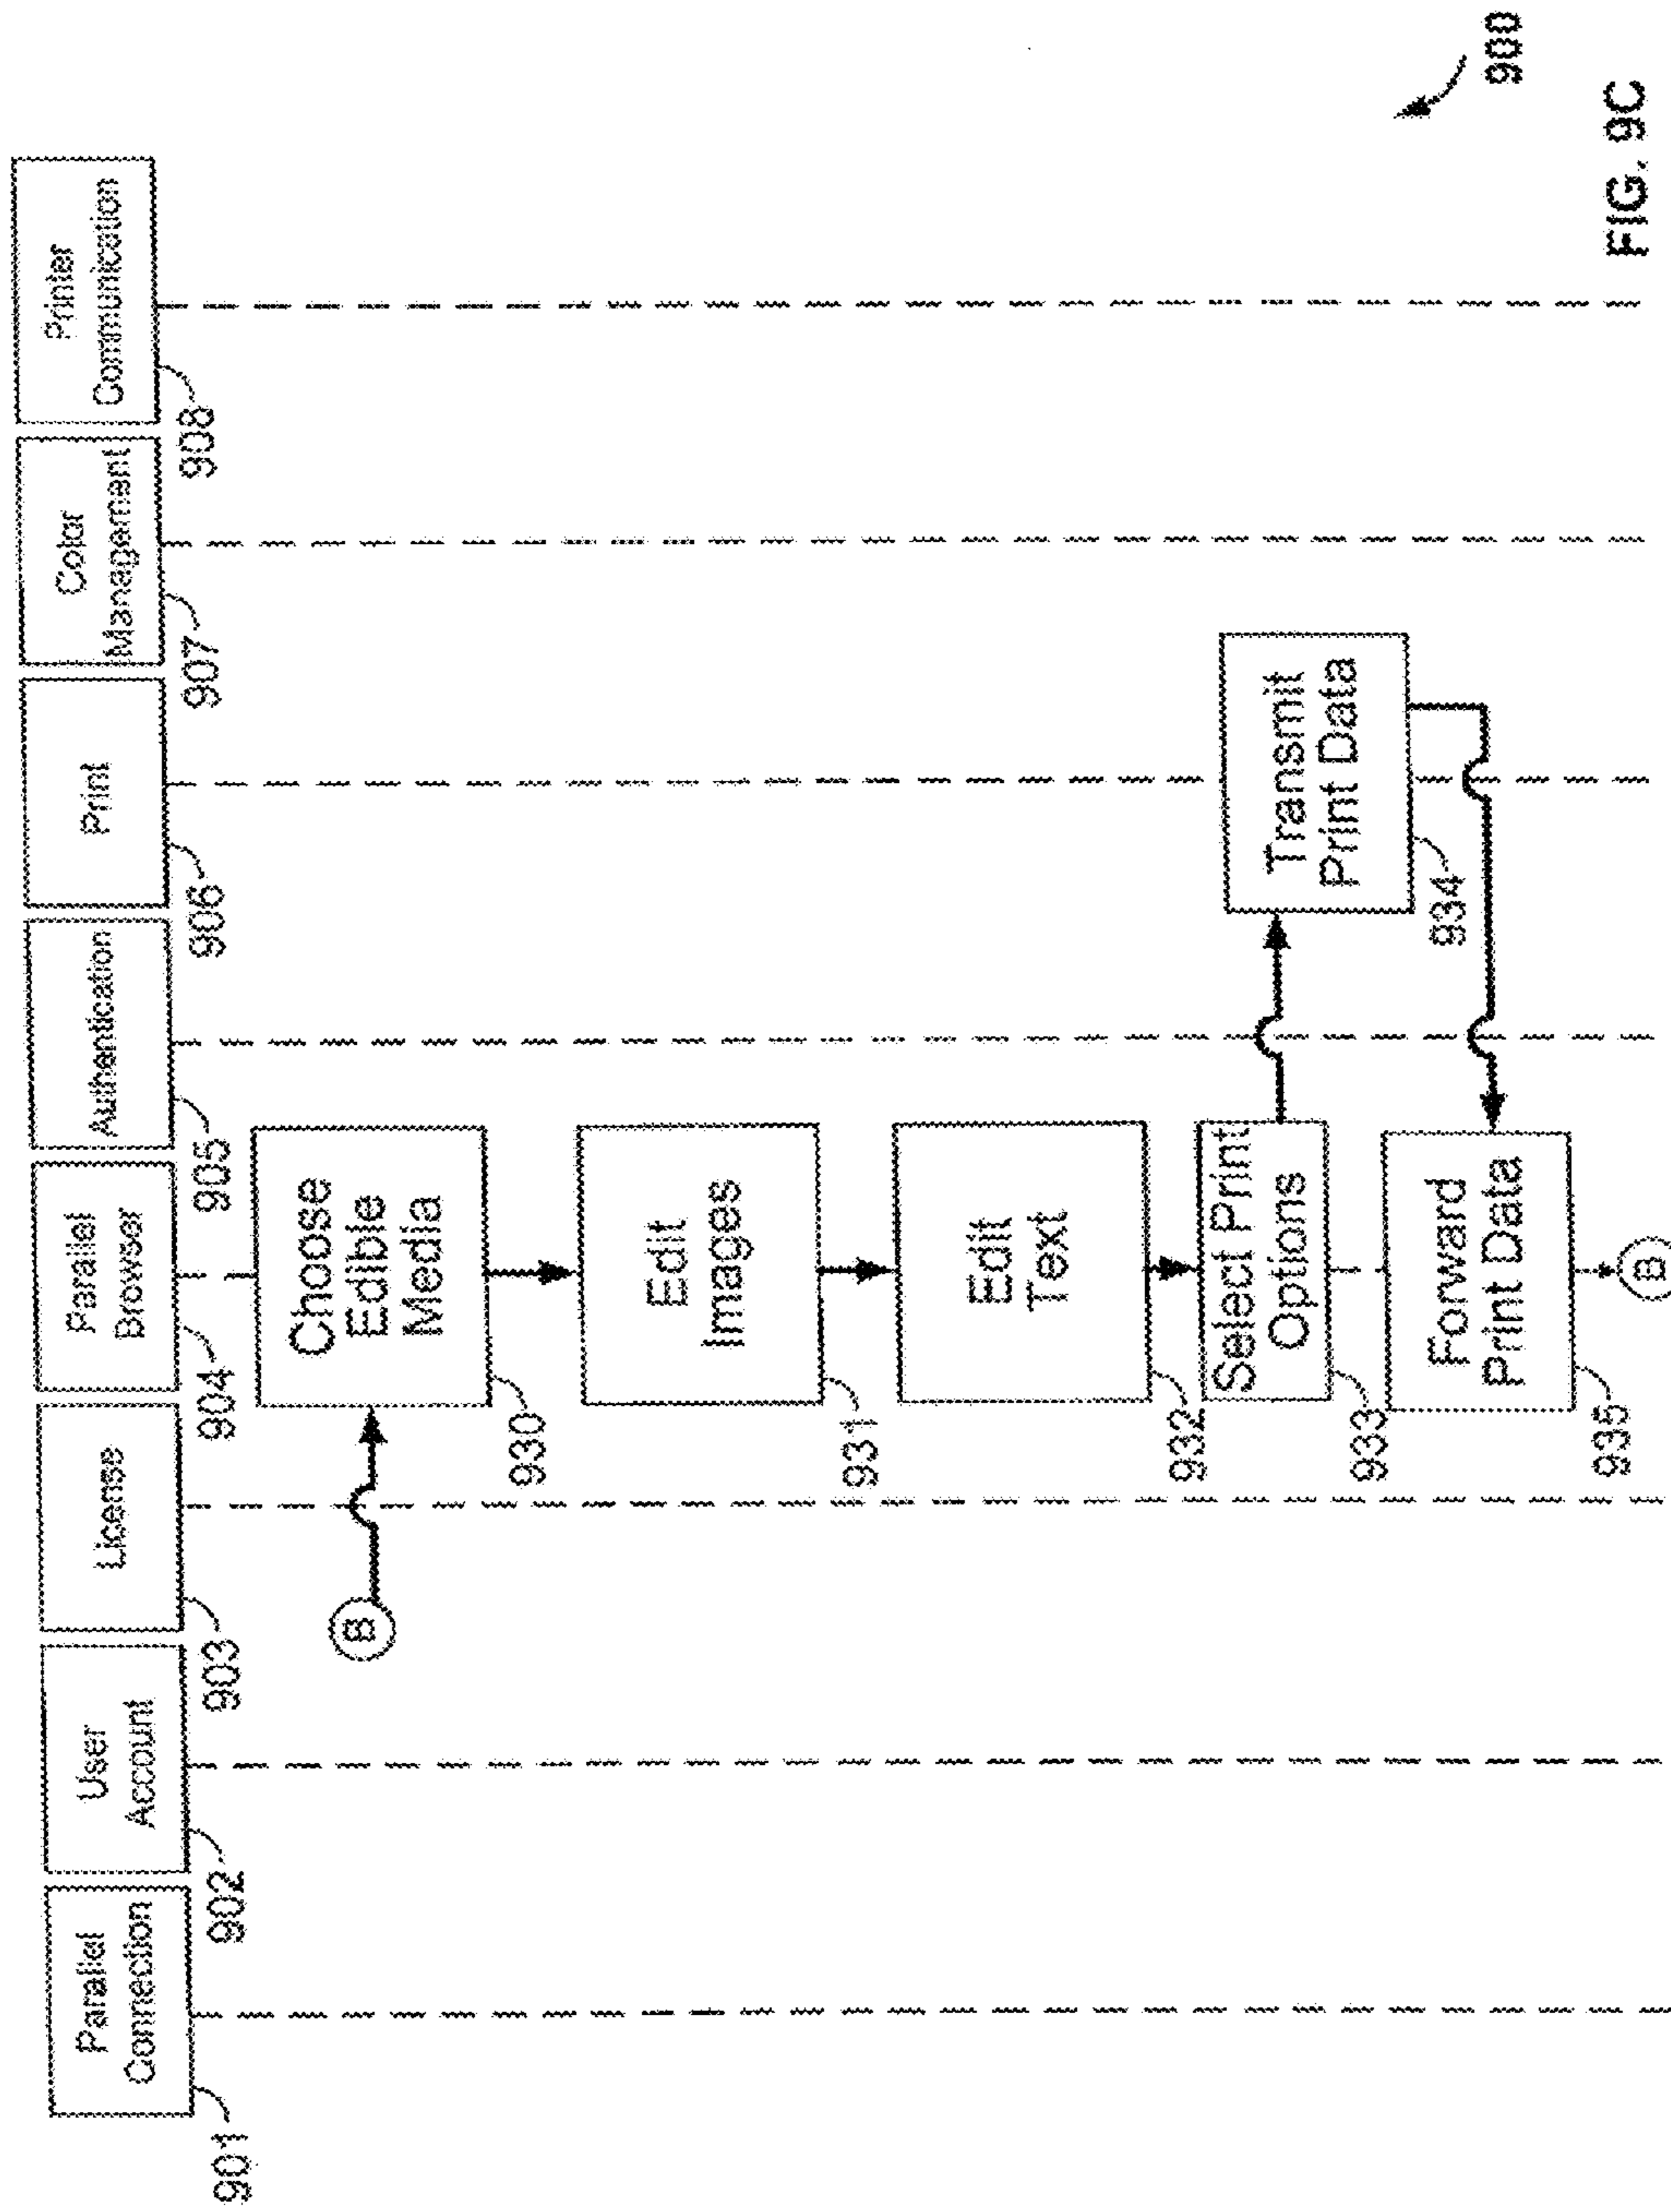 Parallel
Connection
901
User
Account
902
License
903
Parallel
Browser
904
Authentication
905
Print
906
Color
Management
907
Printer
Communication
908
B
Choose
Edible
Media
930
Edit
Images
931
Edit
Text
932
Select Print
Options
933
Transmit
Print Data
934
Forward
Print Data
935
B
900
FIG. 9C